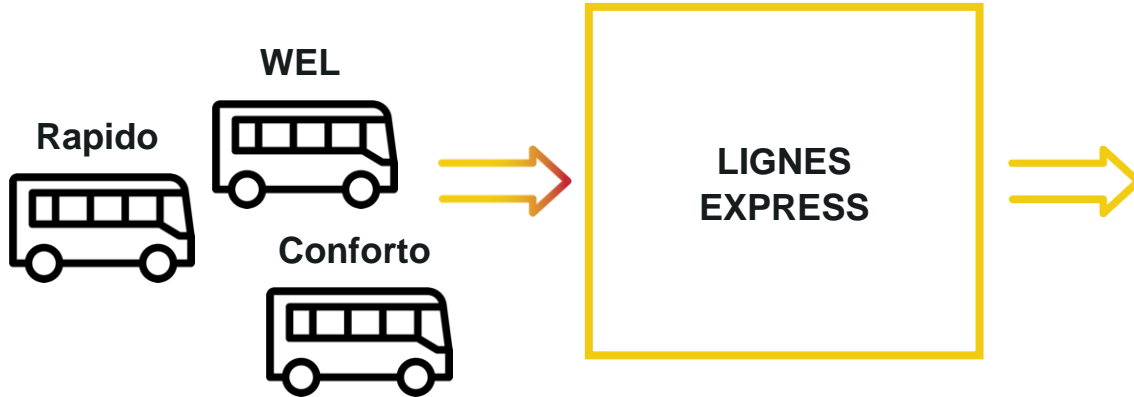 WEL
Rapido
Conforto
LIGNES
EXPRESS